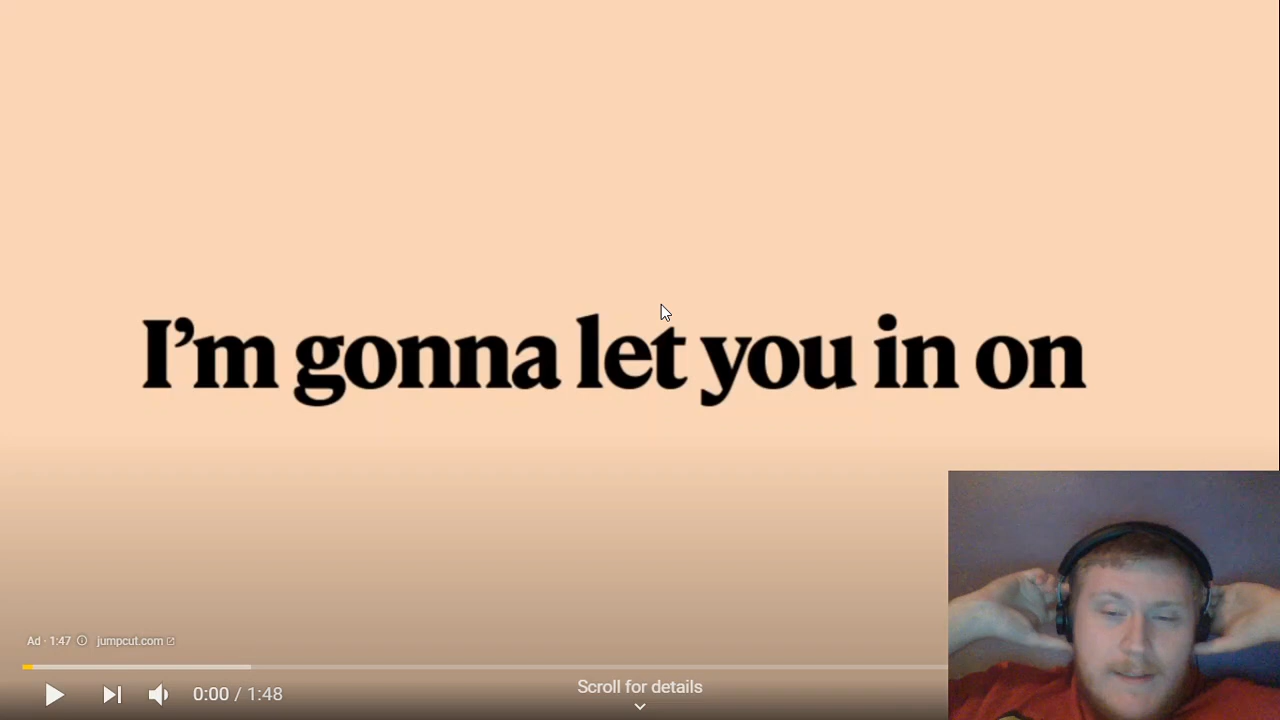 I'm gonna let you in on
Ad · 1:47 jumpcut.com
0:00 / 1:48
Scroll for details